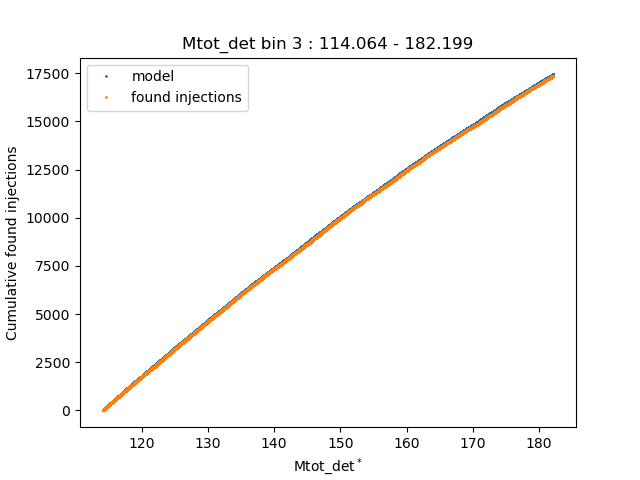 Mtot_det bin 3 : 114.064 - 182.199
model
found injections
17500
15000
12500
10000
7500
5000
2500
0
Cumulative found injections
120 130 140 150 160 170 180
Mtot_det*